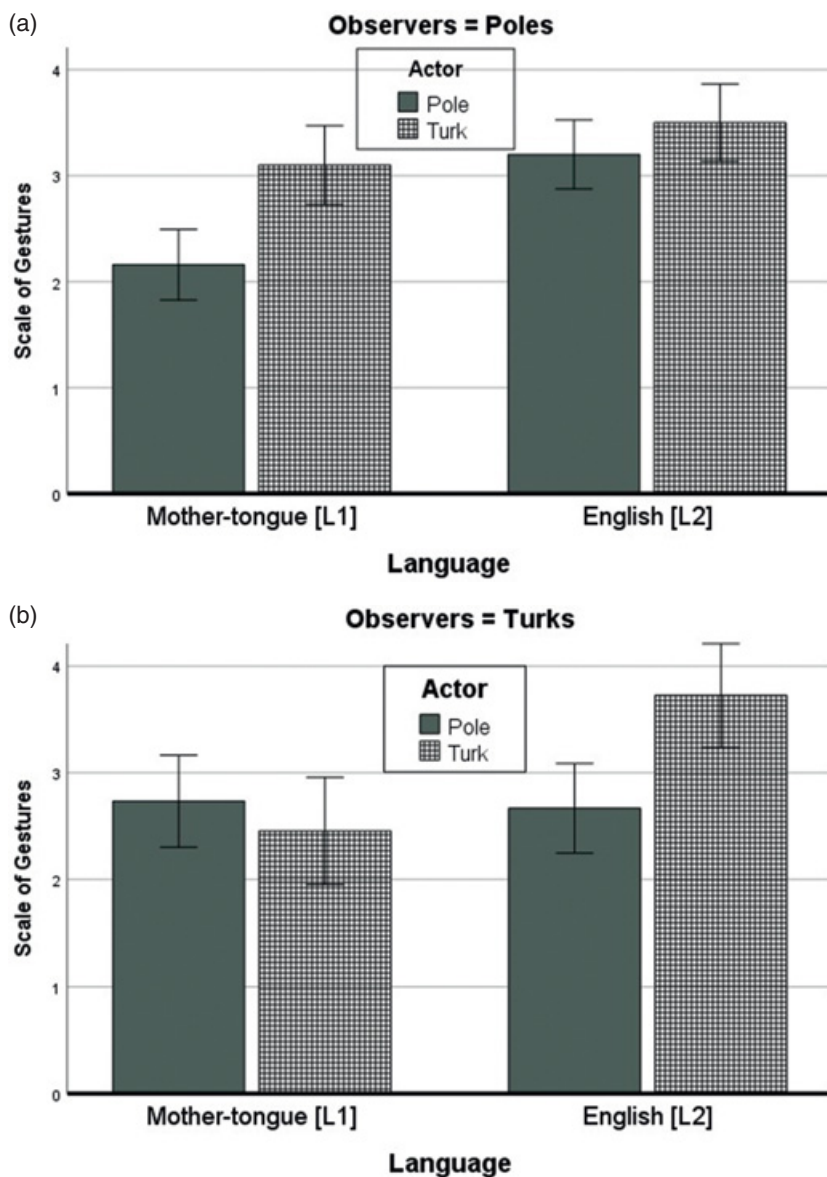 (a)
Observers = Poles
Actor
Pole
Turk
Scale of Gestures
4
3
2
1
0
Mother-tongue [L1] English [L2]
Language
(b)
Observers = Turks
Actor
Pole
Turk
Scale of Gestures
4
3
2
1
0
Mother-tongue [L1] English [L2]
Language